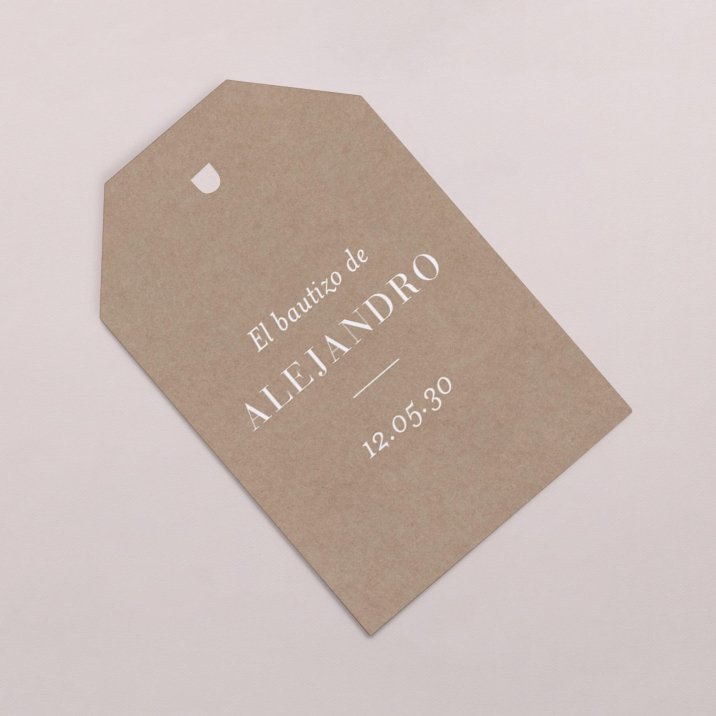 El bautizo de
ALEJANDRO
12.05.30